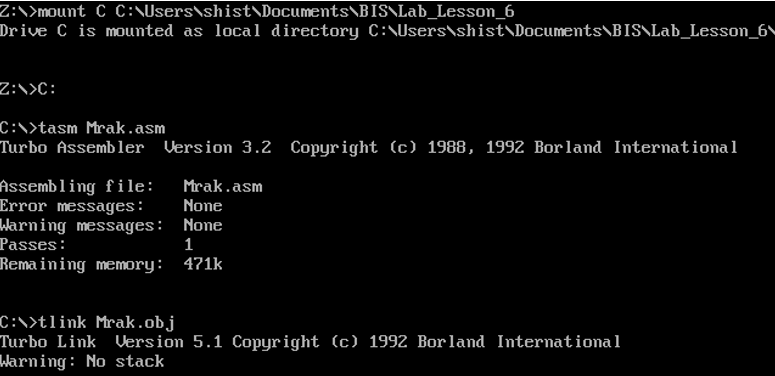 Z:\>mount C C:\Users\shist\Documents\BIS\Lab_Lesson_6
Drive C is mounted as local directory C:\Users\shist\Documents\BIS\Lab_Lesson_6\
Z:\>C:
C:\>tasm Mrak.asm
Turbo Assembler  Version 3.2  Copyright (c) 1988, 1992 Borland International
Assembling file:   Mrak.asm
Error messages:    None
Warning messages:  None
Passes:            1
Remaining memory:  471k
C:\>tlink Mrak.obj
Turbo Link  Version 5.1 Copyright (c) 1992 Borland International
Warning: No stack